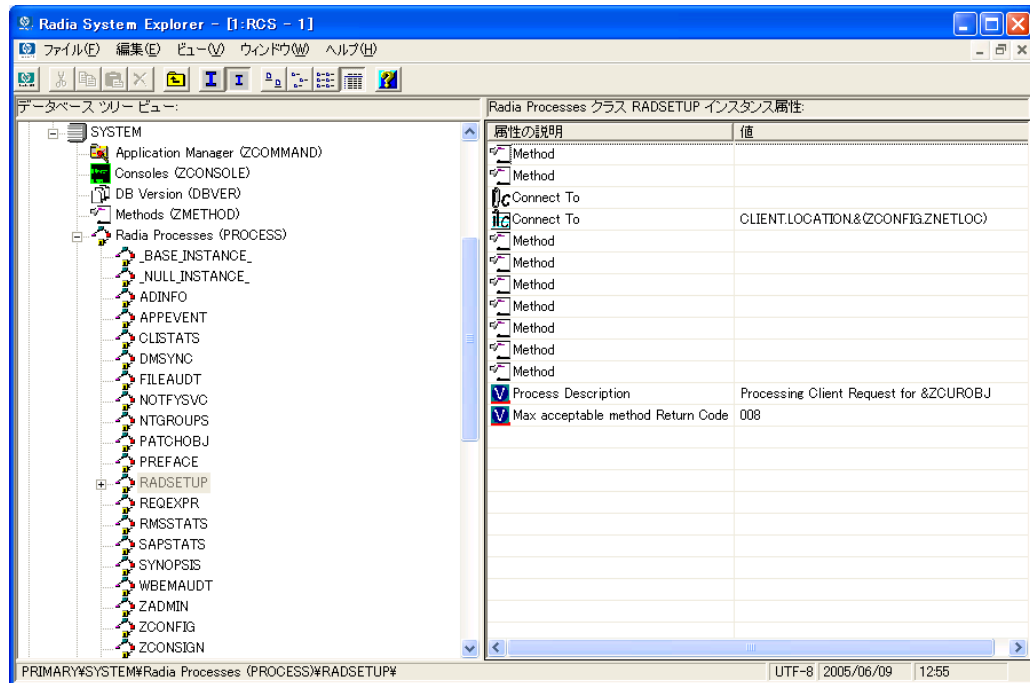 Radia System Explorer - [1:RCS - 1]
ファイル(F) 編集(E) ビュー(V) ウィンドウ(W) ヘルプ(H)
データベース ツリー ビュー:
SYSTEM
Application Manager (ZCOMMAND)
Consoles (ZCONSOLE)
DB Version (DBVER)
Methods (ZMETHOD)
Radia Processes (PROCESS)
_BASE_INSTANCE_
_NULL_INSTANCE_
ADINFO
APPEVENT
CLISTATS
DMSYNC
FILEAUDT
NOTFYSVC
NTGROUPS
PATCHOBJ
PREFACE
RADSETUP
REQEXPR
RMSSTATS
SAPSTATS
SYNOPSIS
WBEMAUDT
ZADMIN
ZCONFIG
ZCONSIGN
Radia Processes クラス RADSETUP インスタンス属性:
属性の説明 値
Method
Method
Connect To
Connect To CLIENT.LOCATION.&(ZCONFIG.ZNETLOC)
Method
Method
Method
Method
Method
Method
Method
Process Description Processing Client Request for &ZCUROBJ
Max acceptable method Return Code 008
PRIMARY¥SYSTEM¥Radia Processes (PROCESS)¥RADSETUP¥ UTF-8 2005/06/09 12:55